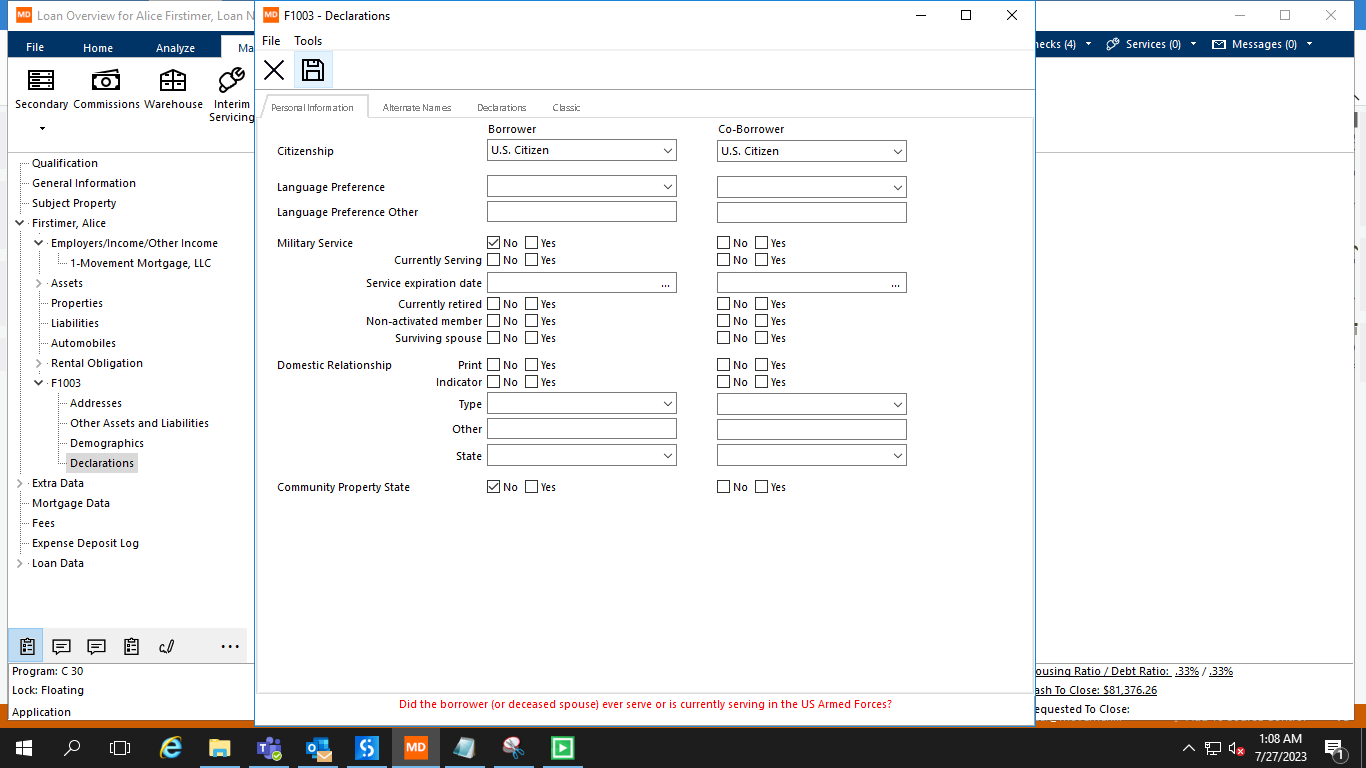 MD Loan Overview for Alice Firstimer, Loan N
File Home Analyze Ma
Secondary Commissions Warehouse Interim Servicing
Qualification
General Information
Subject Property
Firstimer, Alice
Employers/Income/Other Income
1-Movement Mortgage, LLC
Assets
Properties
Liabilities
Automobiles
Rental Obligation
F1003
Addresses
Other Assets and Liabilities
Demographics
Declarations
Extra Data
Mortgage Data
Fees
Expense Deposit Log
Loan Data
...
Program: C 30
Lock: Floating
Application
MD F1003 - Declarations
File Tools
Personal Information Alternate Names Declarations Classic
Borrower Co-Borrower
Citizenship U.S. Citizen U.S. Citizen
Language Preference
Language Preference Other
Military Service No Yes No Yes
Currently Serving No Yes No Yes
Service expiration date ... ...
Currently retired No Yes No Yes
Non-activated member No Yes No Yes
Surviving spouse No Yes No Yes
Domestic Relationship Print No Yes No Yes
Indicator No Yes No Yes
Type
Other
State
Community Property State No Yes No Yes
Did the borrower (or deceased spouse) ever serve or is currently serving in the US Armed Forces?
ecks (4) Services (0) Messages (0)
ousing Ratio / Debt Ratio: .33% / .33%
ash To Close: $81,376.26
equested To Close:
MD
1:08 AM
7/27/2023
1